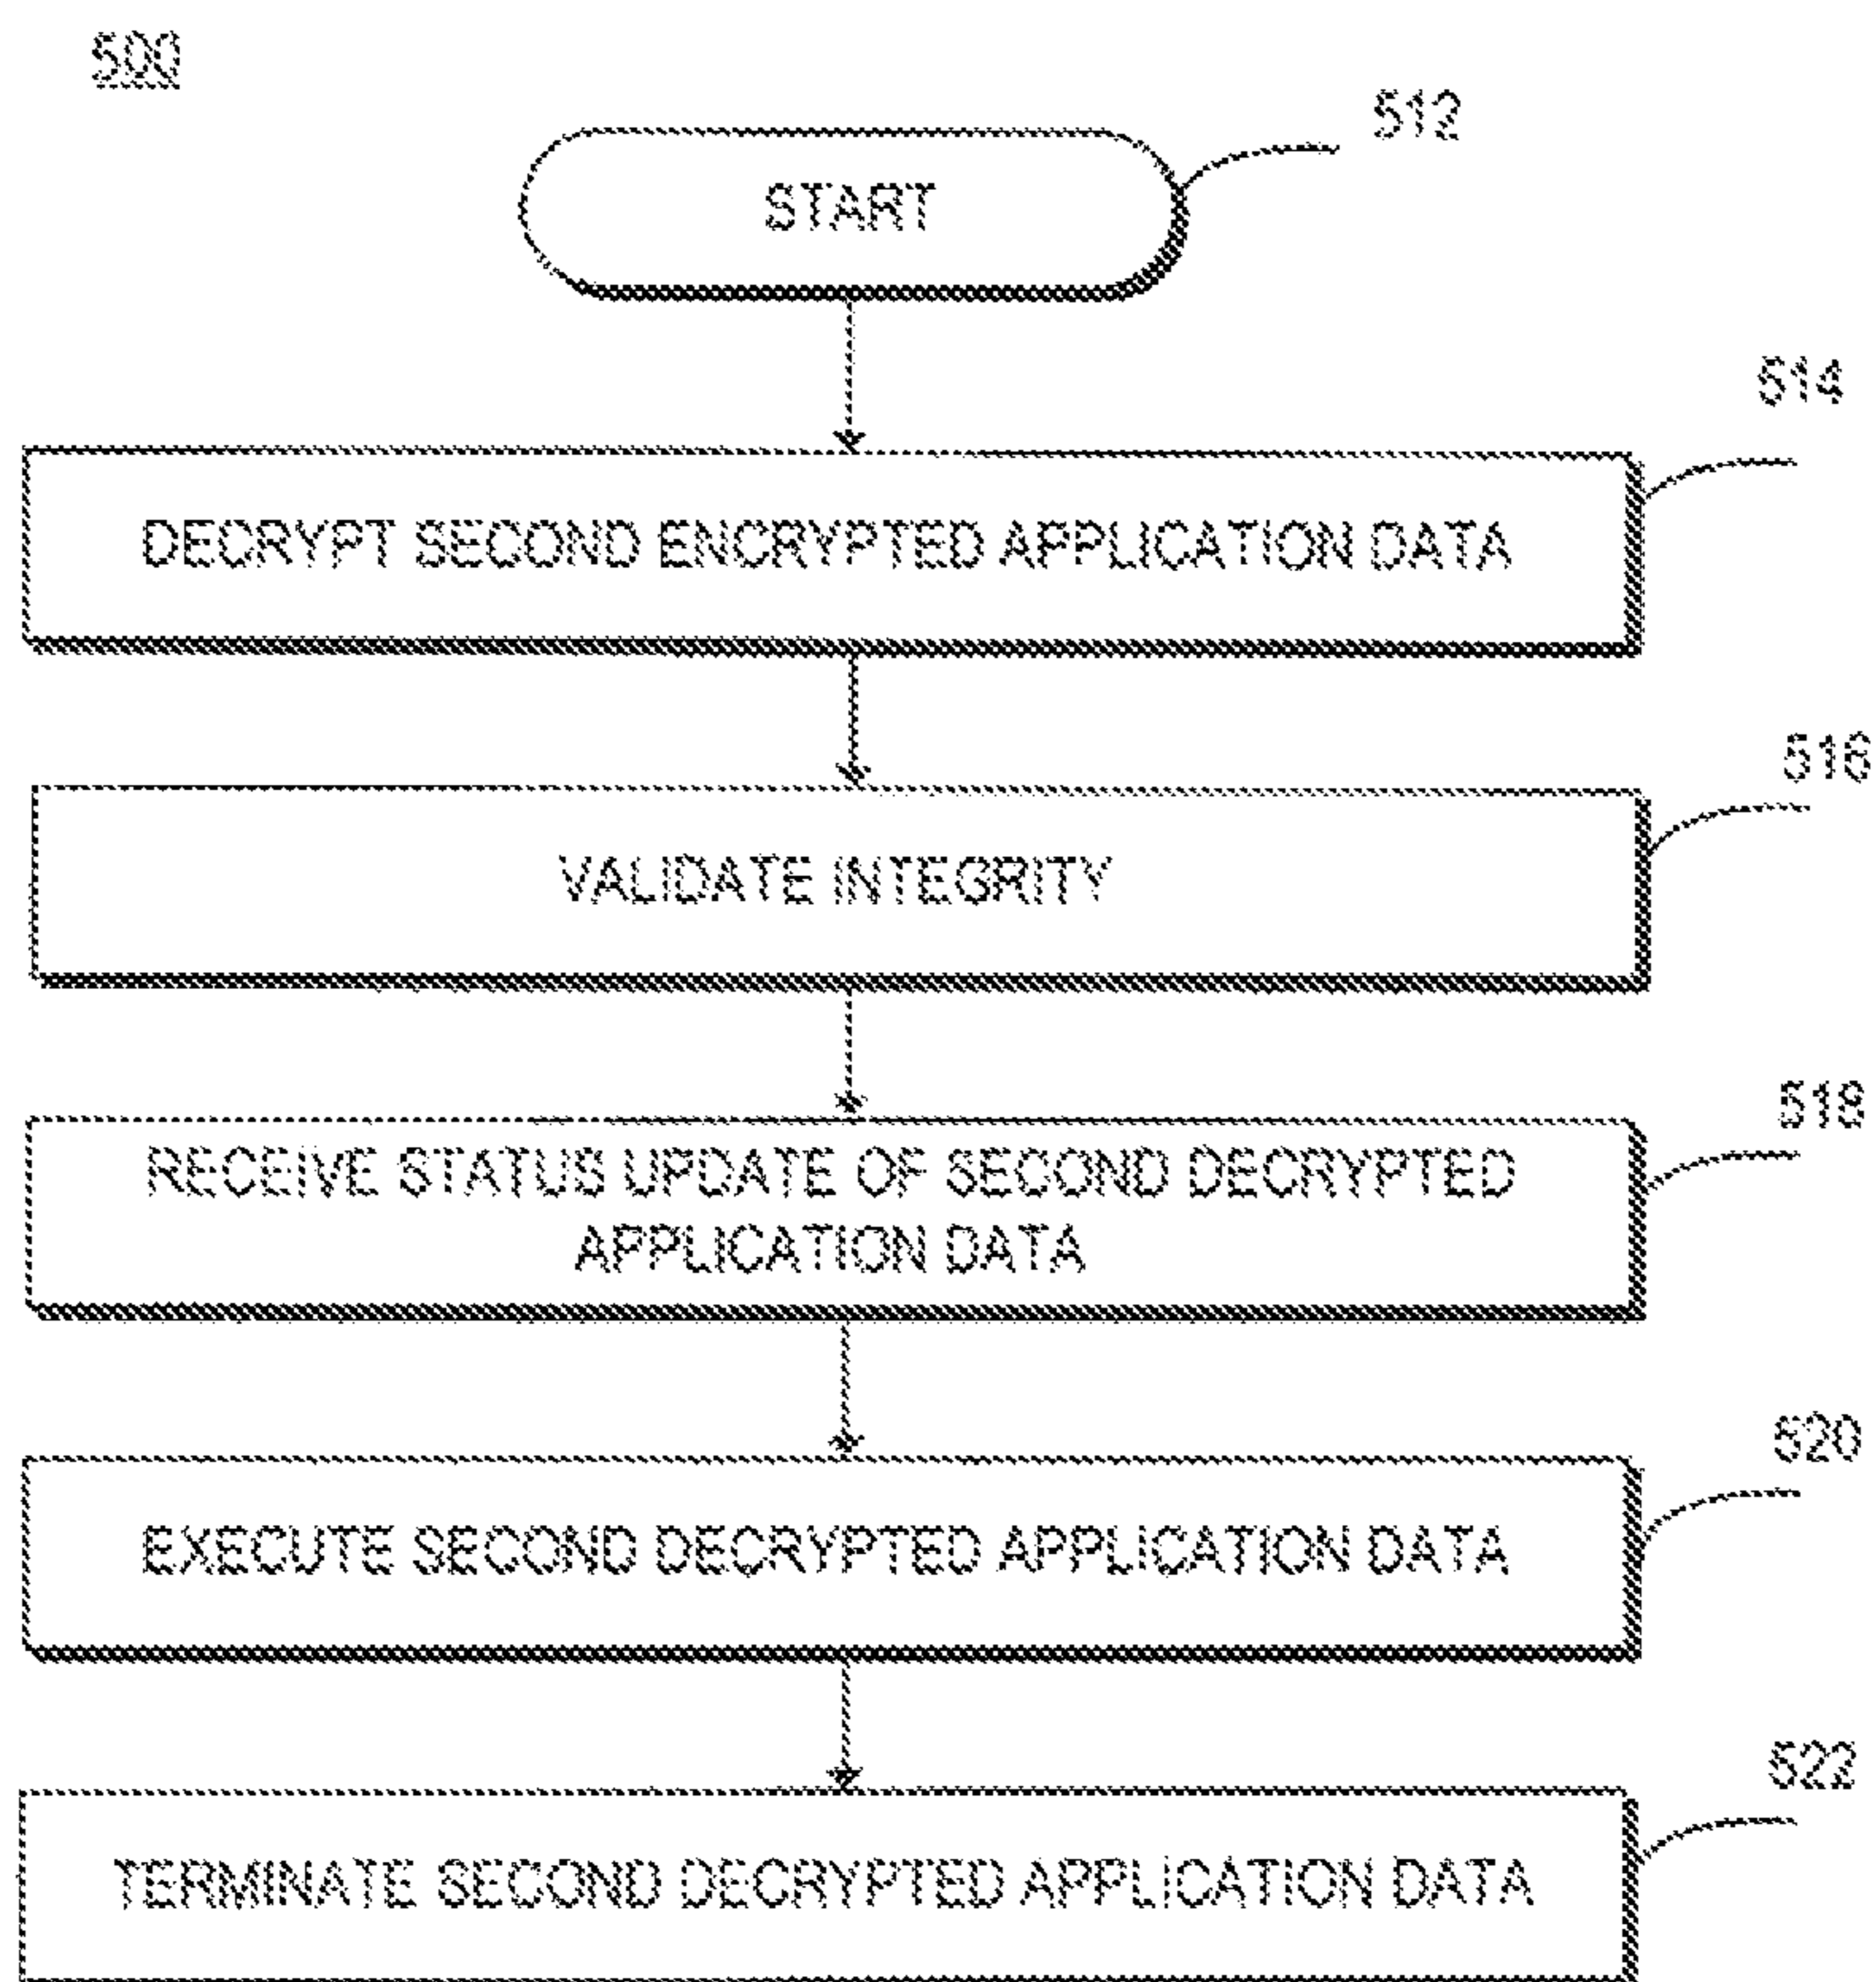 500
512
START
514
DECRYPT SECOND ENCRYPTED APPLICATION DATA
516
VALIDATE INTEGRITY
518
RECEIVE STATUS UPDATE OF SECOND DECRYPTED
APPLICATION DATA
520
EXECUTE SECOND DECRYPTED APPLICATION DATA
522
TERMINATE SECOND DECRYPTED APPLICATION DATA